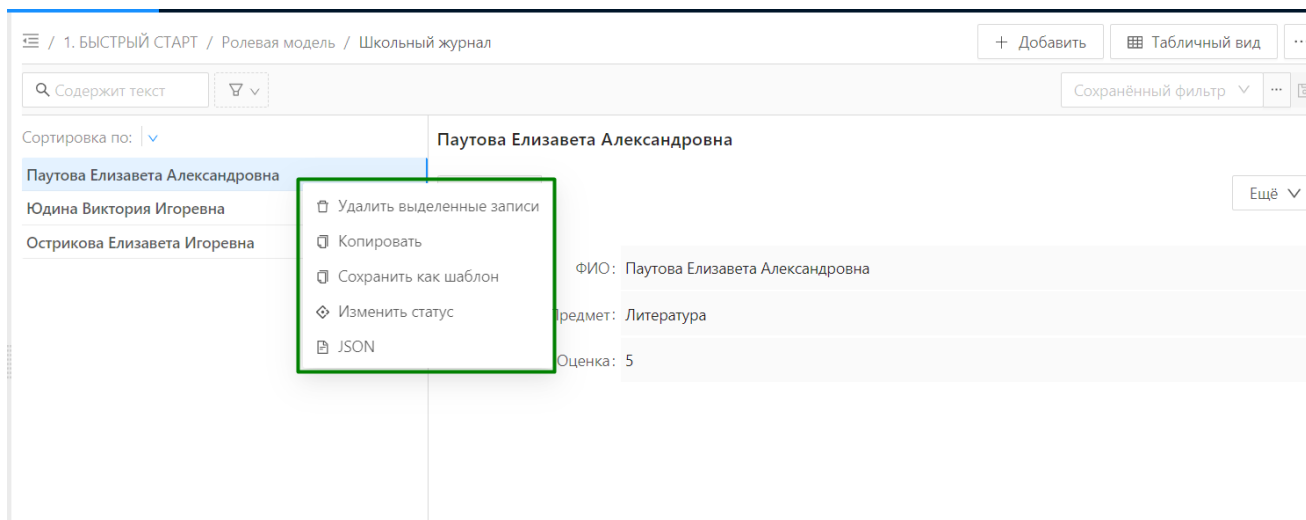 / 1. БЫСТРЫЙ СТАРТ / Ролевая модель / Школьный журнал
+ Добавить
Табличный вид
Содержит текст
Сохранённый фильтр
Сортировка по:
Паутова Елизавета Александровна
Юдина Виктория Игоревна
Острикова Елизавета Игоревна
Удалить выделенные записи
Копировать
Сохранить как шаблон
Изменить статус
JSON
Паутова Елизавета Александровна
Ещё
ФИО: Паутова Елизавета Александровна
редмет: Литература
Оценка: 5